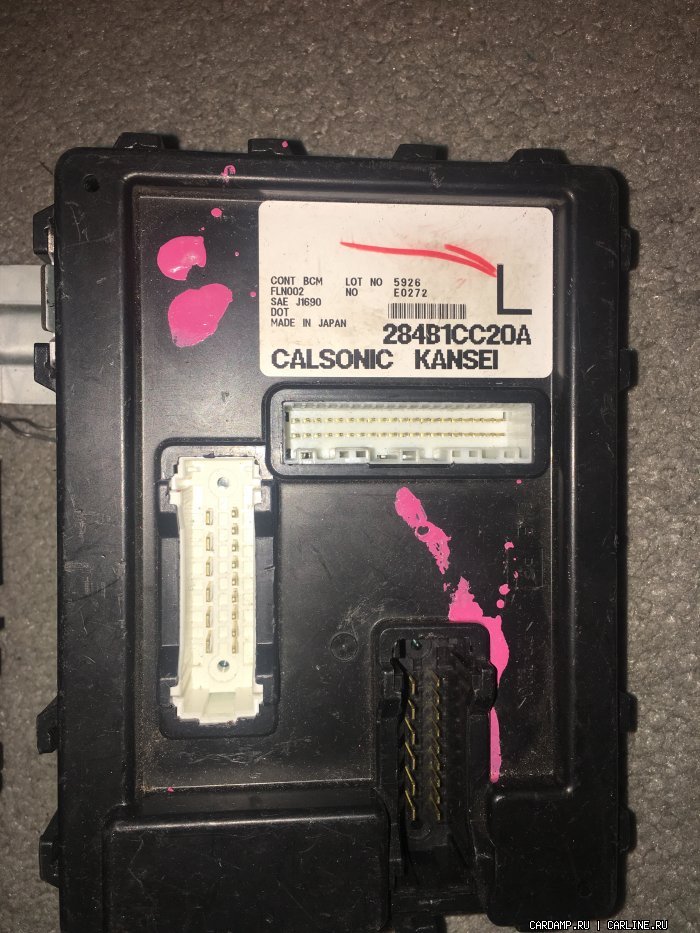 CONT BCM LOT NO 5926
FLN002 NO E0272
SAE J1690
DOT
MADE IN JAPAN
L
284B1CC20A
CALSONIC KANSEI
CARDAMP.RU | CARLINE.RU